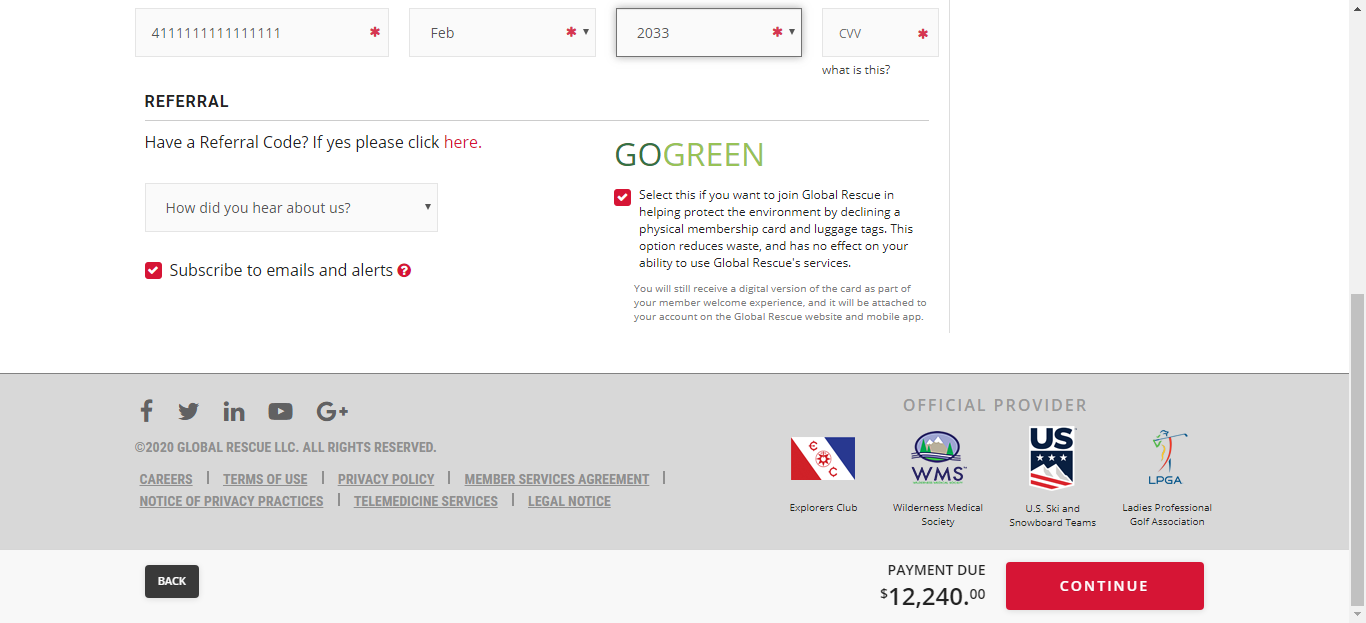 4111111111111111 * Feb * 2033 * CVV *
what is this?
REFERRAL
Have a Referral Code? If yes please click here.
GOGREEN
How did you hear about us?
Select this if you want to join Global Rescue in
helping protect the environment by declining a
physical membership card and luggage tags. This
option reduces waste, and has no effect on your
ability to use Global Rescue's services.
Subscribe to emails and alerts ?
You will still receive a digital version of the card as part of
your member welcome experience, and it will be attached to
your account on the Global Rescue website and mobile app.
©2020 GLOBAL RESCUE LLC. ALL RIGHTS RESERVED.
CAREERS | TERMS OF USE | PRIVACY POLICY | MEMBER SERVICES AGREEMENT |
NOTICE OF PRIVACY PRACTICES | TELEMEDICINE SERVICES | LEGAL NOTICE
OFFICIAL PROVIDER
WMS
US
LPGA
Explorers Club
Wilderness Medical
Society
U.S. Ski and
Snowboard Teams
Ladies Professional
Golf Association
BACK
PAYMENT DUE
$12,240.00
CONTINUE